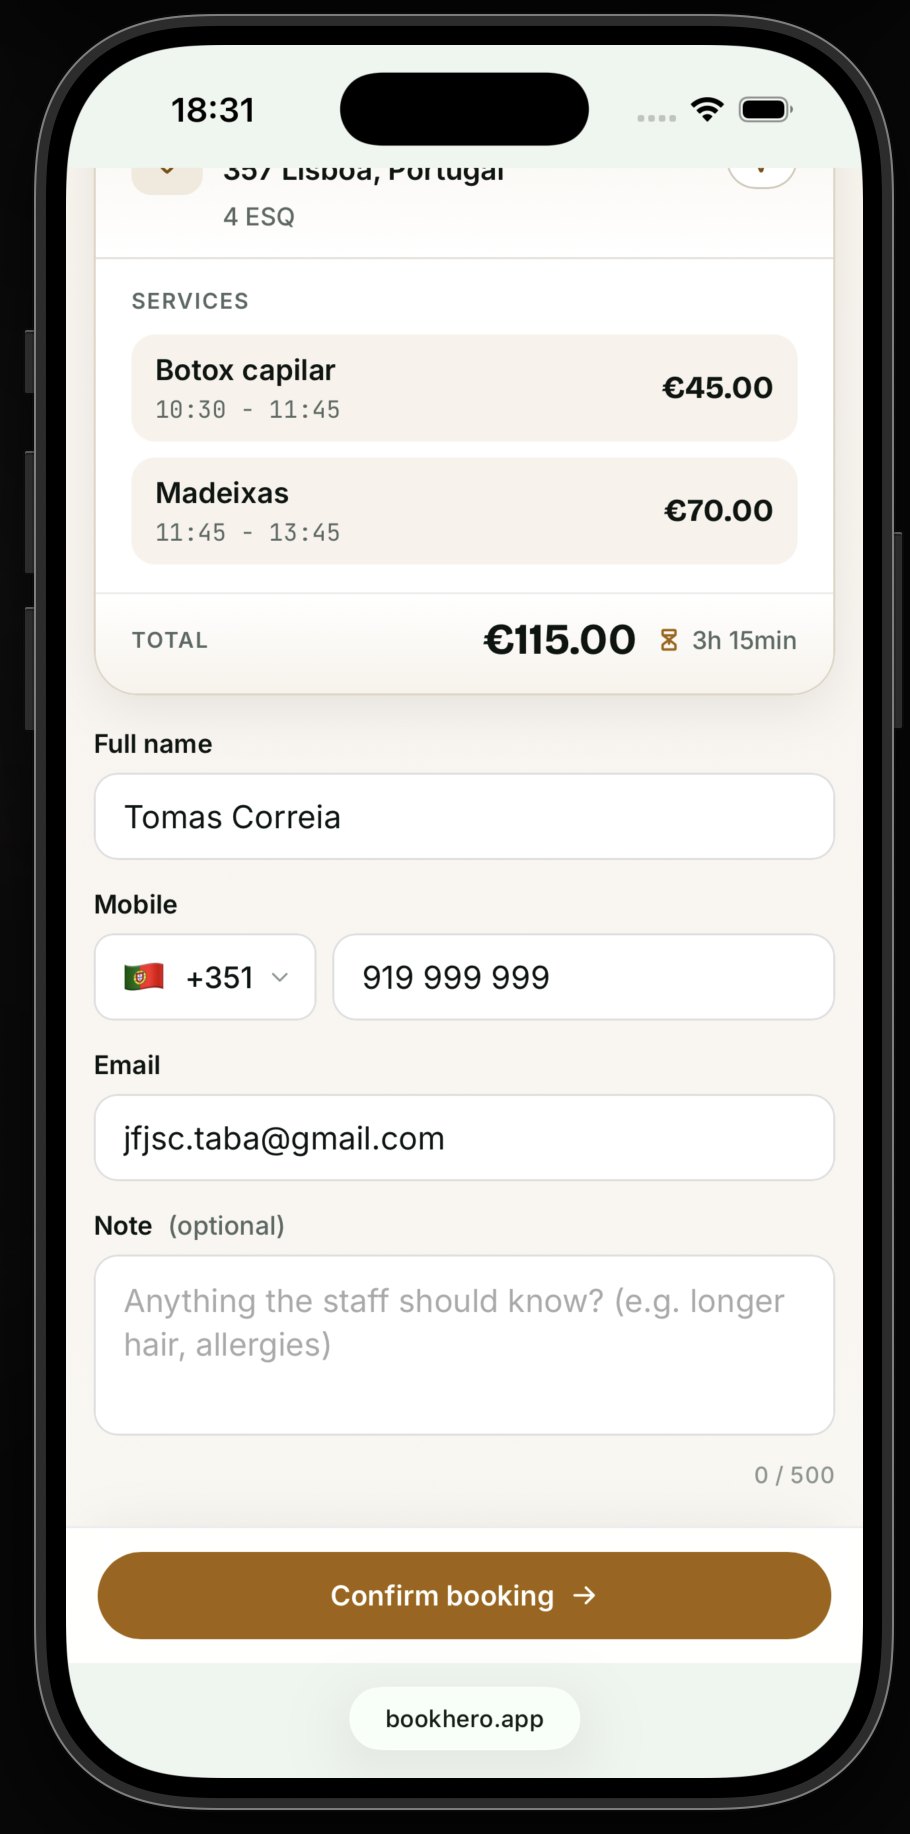 18:31
357 Lisboa, Portugal
4 ESQ
SERVICES
Botox capilar
10:30 - 11:45
€45.00
Madeixas
11:45 - 13:45
€70.00
TOTAL
€115.00
3h 15min
Full name
Tomas Correia
Mobile
+351
919 999 999
Email
jfjsc.taba@gmail.com
Note (optional)
Anything the staff should know? (e.g. longer
hair, allergies)
0 / 500
Confirm booking →
bookhero.app